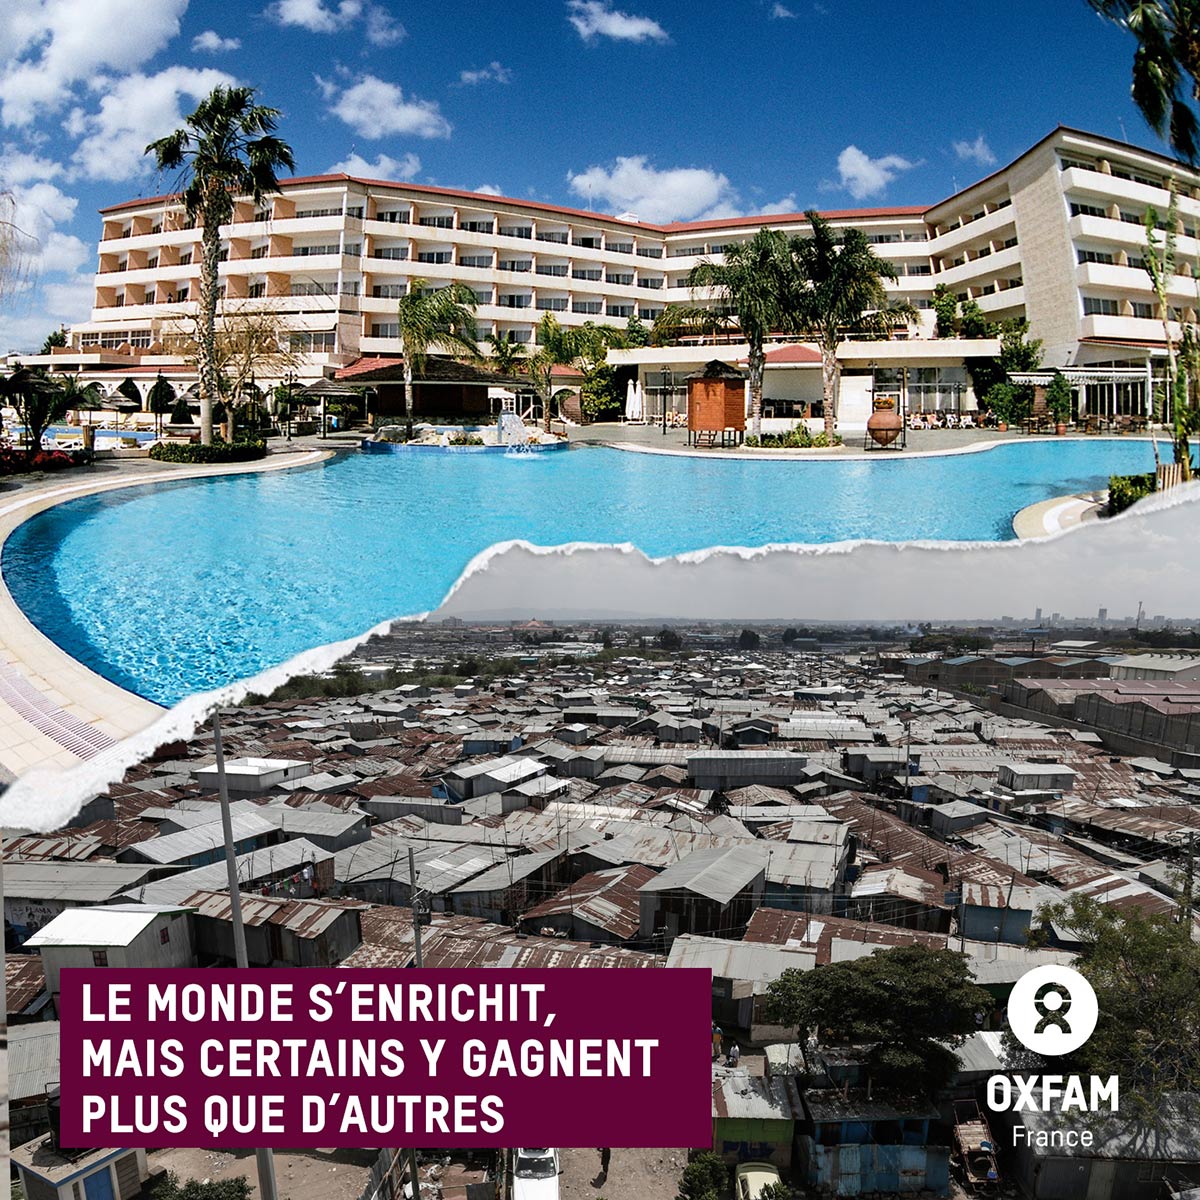 LE MONDE S’ENRICHIT,
MAIS CERTAINS Y GAGNENT
PLUS QUE D’AUTRES
OXFAM
France